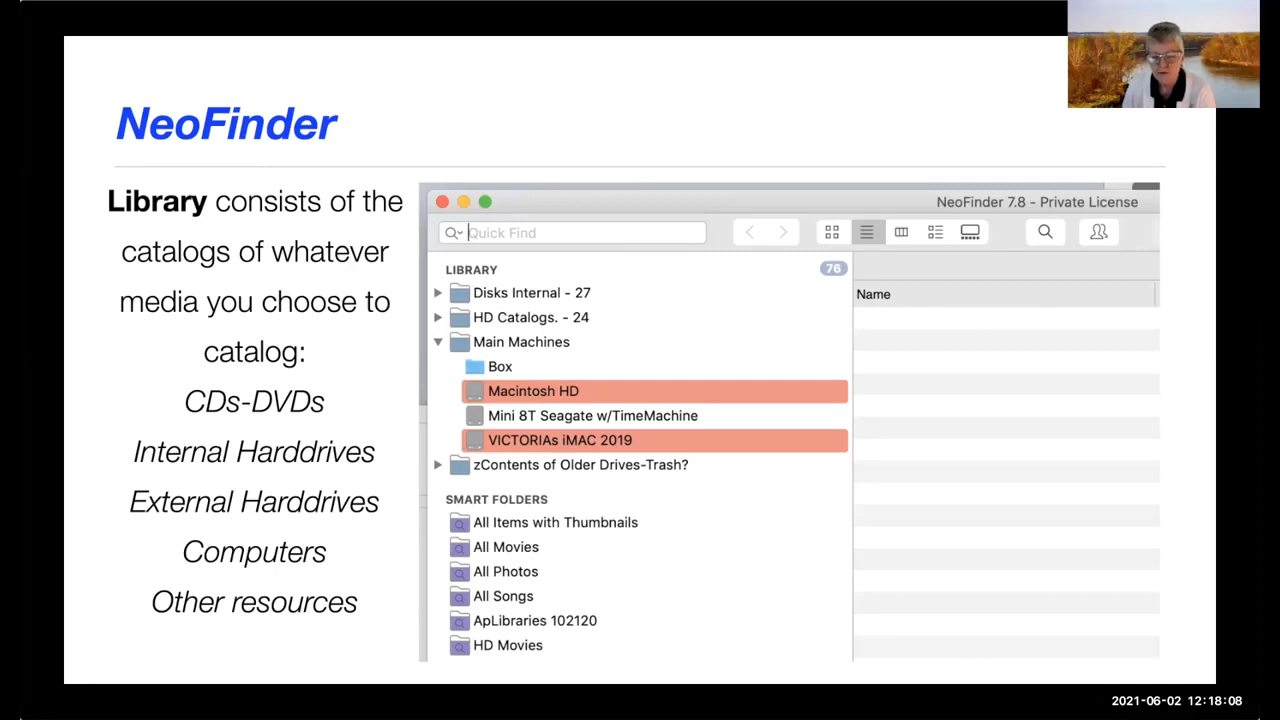 NeoFinder
Library consists of the
catalogs of whatever
media you choose to
catalog:
CDs-DVDs
Internal Harddrives
External Harddrives
Computers
Other resources
NeoFinder 7.8 - Private License
Quick Find
LIBRARY 76
Disks Internal - 27
HD Catalogs. - 24
Main Machines
Box
Macintosh HD
Mini 8T Seagate w/TimeMachine
VICTORIAs iMAC 2019
zContents of Older Drives-Trash?
SMART FOLDERS
All Items with Thumbnails
All Movies
All Photos
All Songs
ApLibraries 102120
HD Movies
Name
2021-06-02 12:18:08